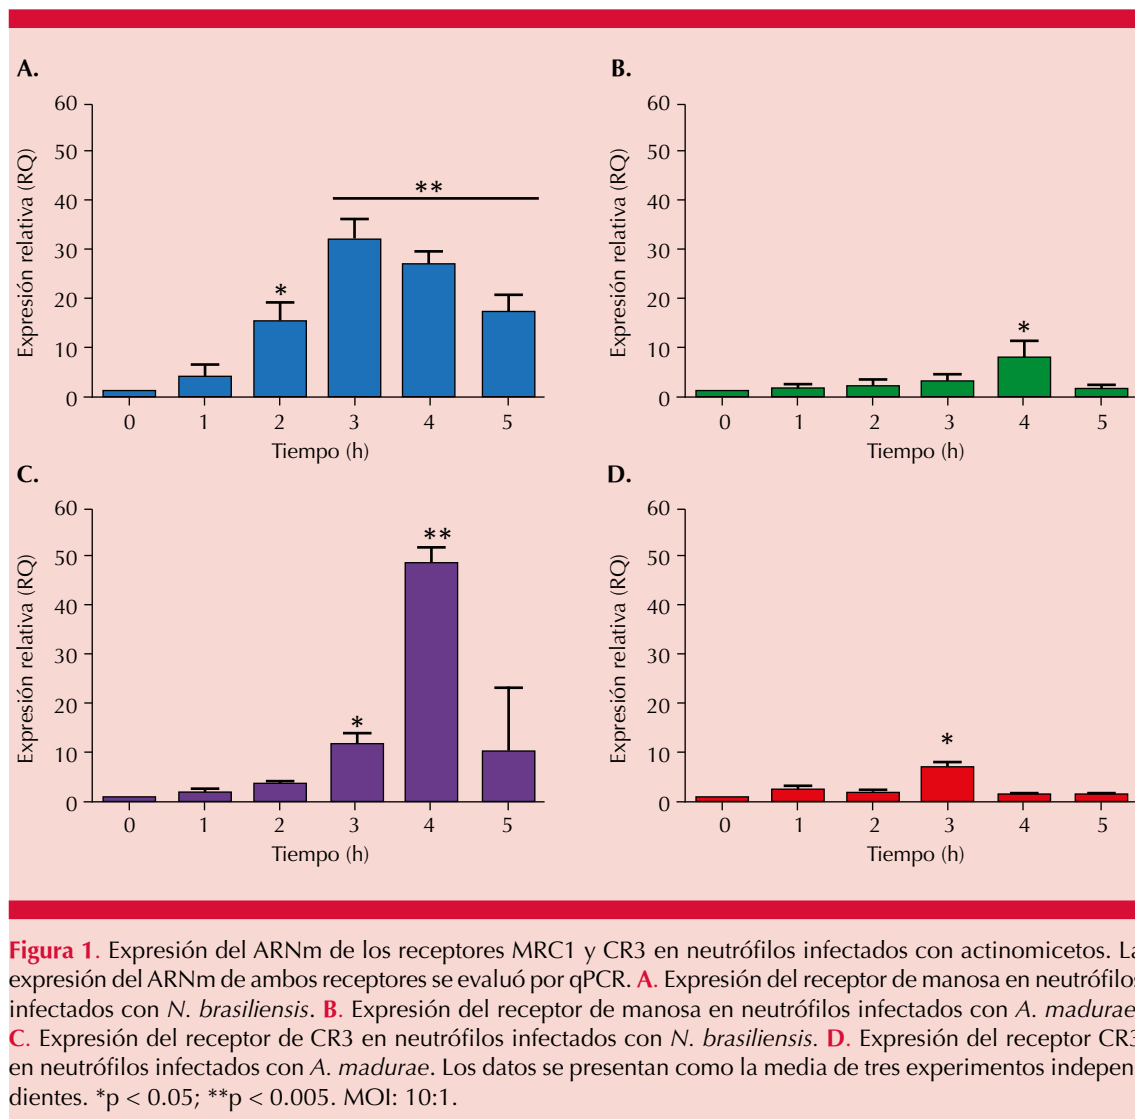 A.
60
50
40
30
20
10
0
Expresión relativa (RQ)
*
**
0 1 2 3 4 5
Tiempo (h)
B.
60
50
40
30
20
10
0
Expresión relativa (RQ)
*
0 1 2 3 4 5
Tiempo (h)
C.
60
50
40
30
20
10
0
Expresión relativa (RQ)
*
**
0 1 2 3 4 5
Tiempo (h)
D.
60
50
40
30
20
10
0
Expresión relativa (RQ)
*
0 1 2 3 4 5
Tiempo (h)
Figura 1. Expresión del ARNm de los receptores MRC1 y CR3 en neutrófilos infectados con actinomicetos. La
expresión del ARNm de ambos receptores se evaluó por qPCR. A. Expresión del receptor de manosa en neutrófilos
infectados con N. brasiliensis. B. Expresión del receptor de manosa en neutrófilos infectados con A. madurae
C. Expresión del receptor de CR3 en neutrófilos infectados con N. brasiliensis. D. Expresión del receptor CR3
en neutrófilos infectados con A. madurae. Los datos se presentan como la media de tres experimentos indepen
dientes. *p < 0.05; **p < 0.005. MOI: 10:1.